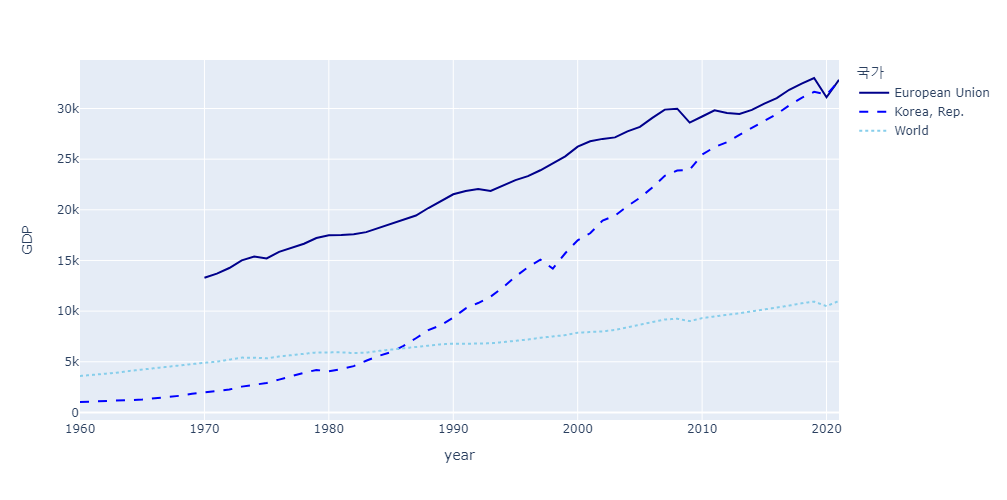 국가
European Union
Korea, Rep.
World
GDP
30k
25k
20k
15k
10k
5k
0
1960 1970 1980 1990 2000 2010 2020
year